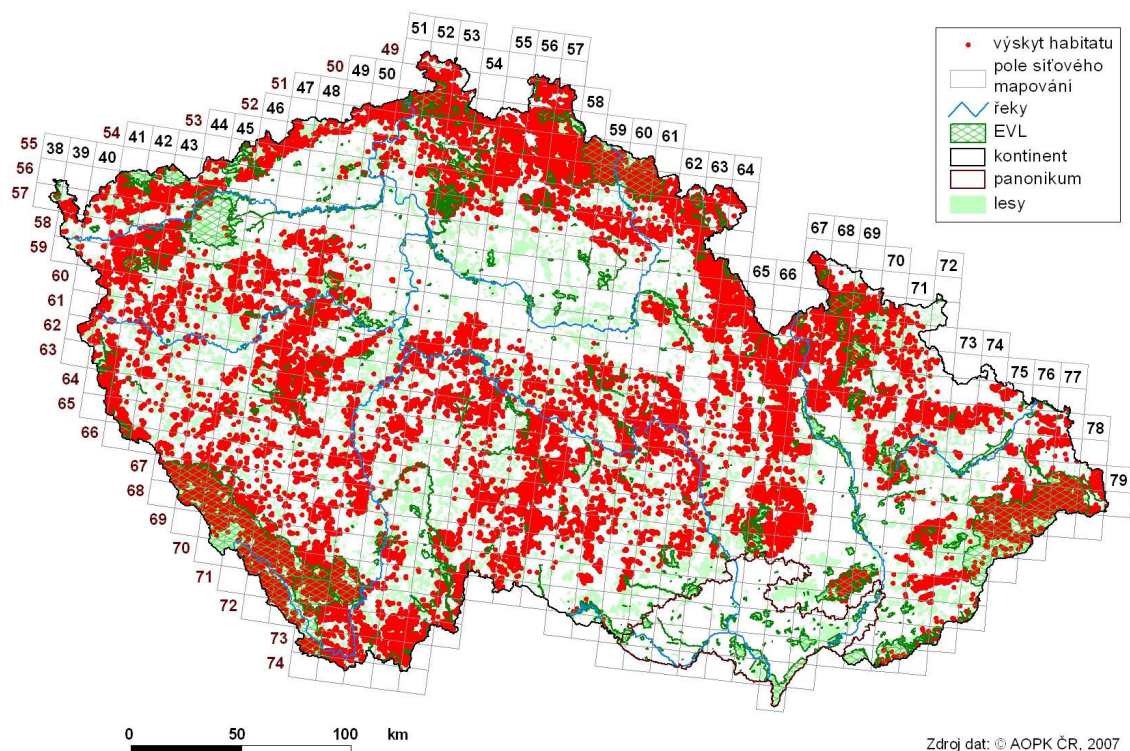 51 52 53
55 56 57
49
54
50 49 50
58
51 47 48
59 60 61
52 46
62 63 64
53 44 45
54 41 42 43
55 38 39 40
56
57
58
59
60
61
62
63
64
65
66
67
68
69
70
71
72
73
74
65 66
67 68 69
70
71
72
73 74
75 76 77
78
79
výskyt habitatu
pole síťového
mapování
řeky
EVL
kontinent
panonikum
lesy
0 50 100 km
Zdroj dat: © AOPK ČR, 2007